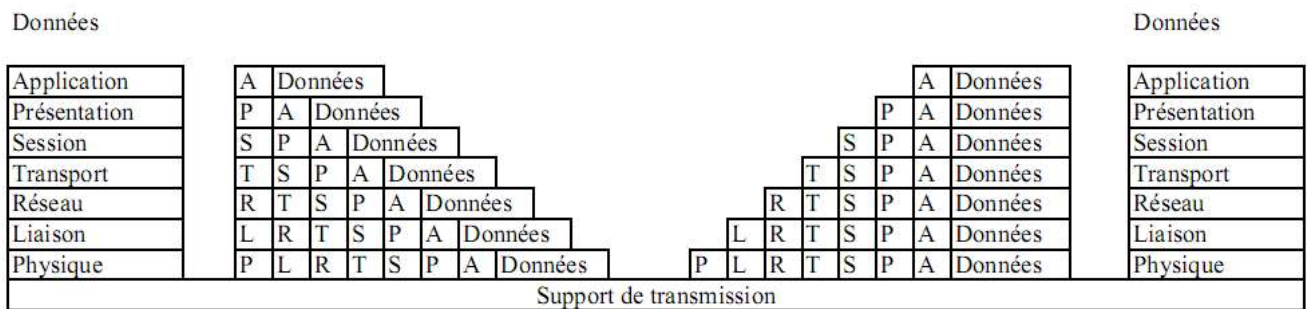 Données Données
Application A Données A Données Application
Présentation P A Données P A Données Présentation
Session S P A Données S P A Données Session
Transport T S P A Données T S P A Données Transport
Réseau R T S P A Données R T S P A Données Réseau
Liaison L R T S P A Données L R T S P A Données Liaison
Physique P L R T S P A Données P L R T S P A Données Physique
Support de transmission